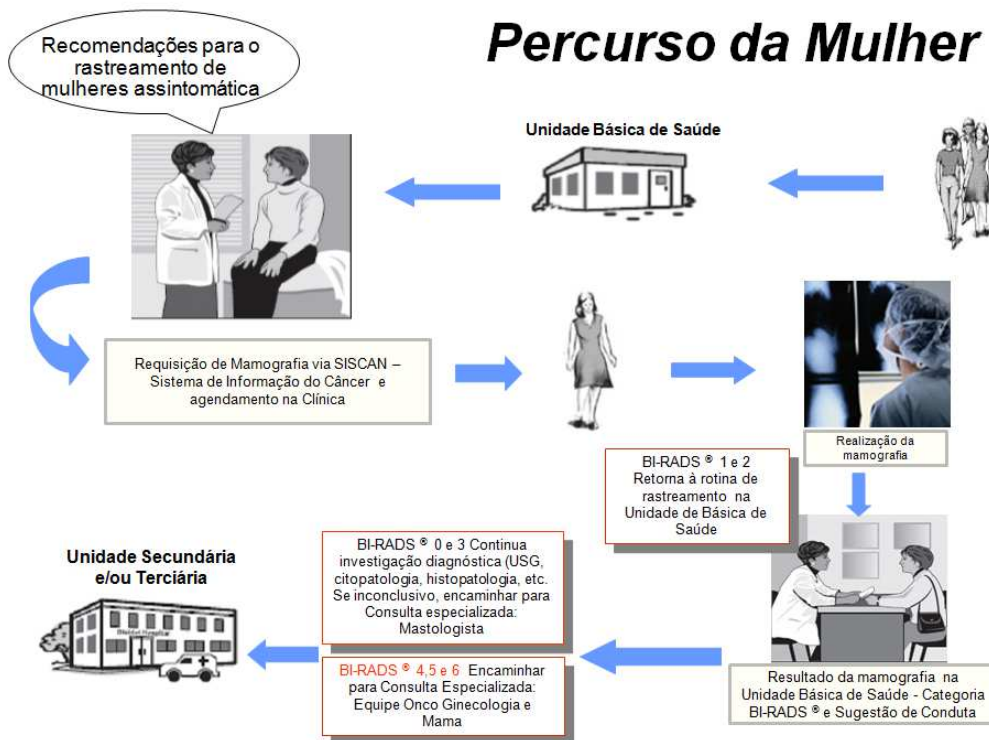 Percurso da Mulher
Recomendações para o
rastreamento de
mulheres assintomática
Unidade Básica de Saúde
Requisição de Mamografia via SISCAN –
Sistema de Informação do Câncer e
agendamento na Clínica
Realização da
mamografia
BI-RADS ® 1 e 2
Retorna à rotina de
rastreamento na
Unidade de Básica de
Saúde
Resultado da mamografia na
Unidade Básica de Saúde - Categoria
BI-RADS ® e Sugestão de Conduta
BI-RADS ® 0 e 3 Continua
investigação diagnóstica (USG,
citopatologia, histopatologia, etc.
Se inconclusivo, encaminhar para
Consulta especializada:
Mastologista
BI-RADS ® 4,5 e 6 Encaminhar
para Consulta Especializada:
Equipe Onco Ginecologia e
Mama
Unidade Secundária
e/ou Terciária
Hospital